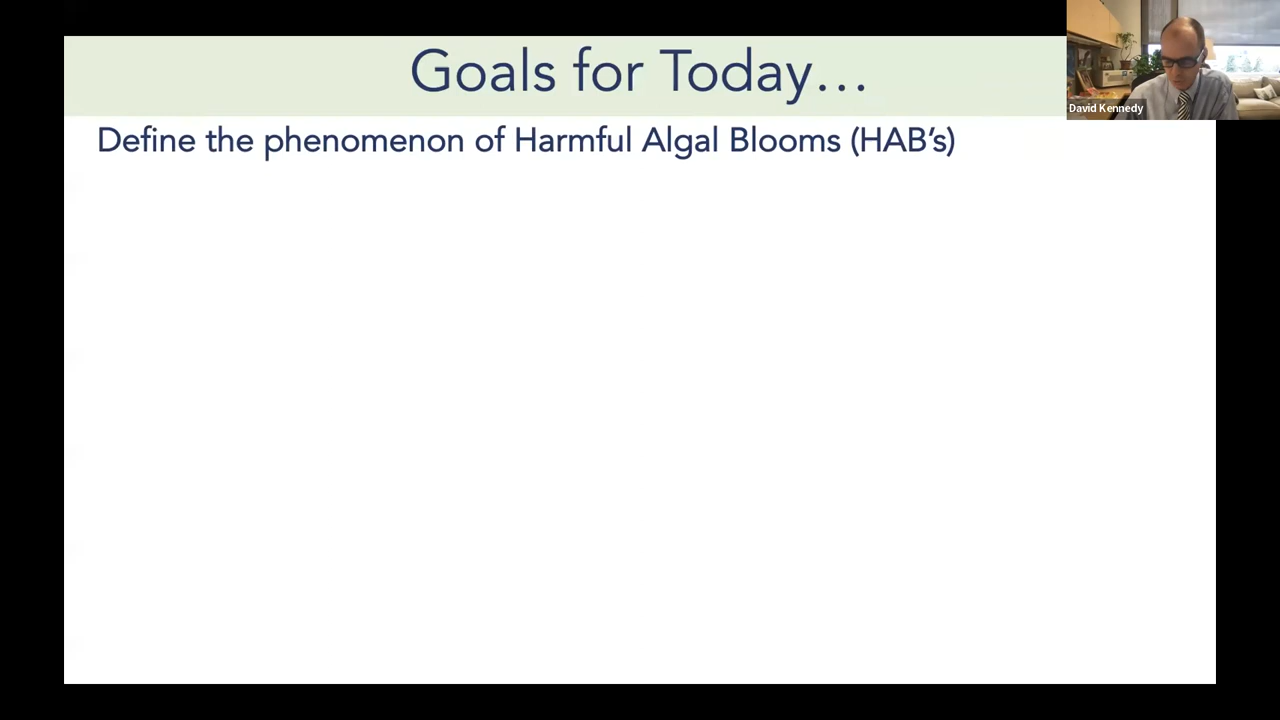 Goals for Today…
David Kennedy
Define the phenomenon of Harmful Algal Blooms (HAB’s)